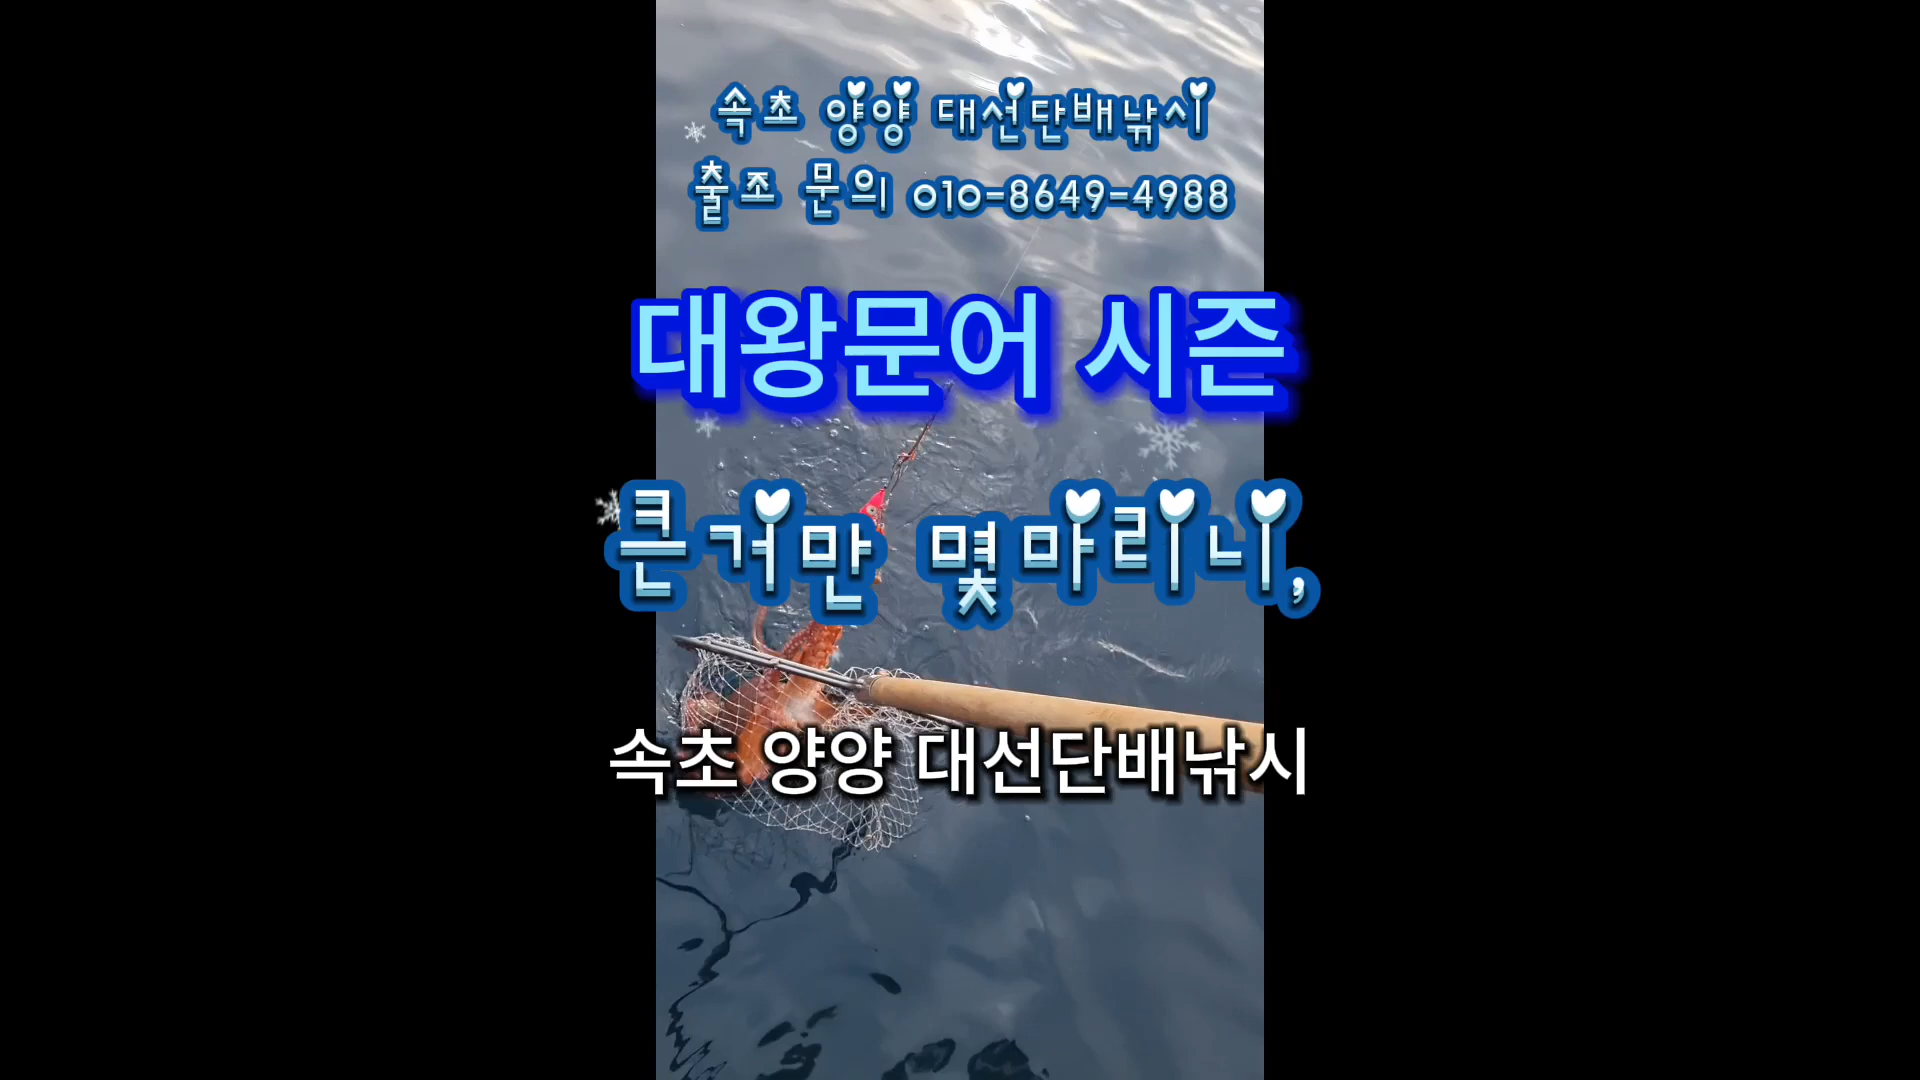 속초 양양 대선단배낚시
출조 문의 010-8649-4988
대왕문어 시즌
큰거만 몇마리니,
속초 양양 대선단배낚시